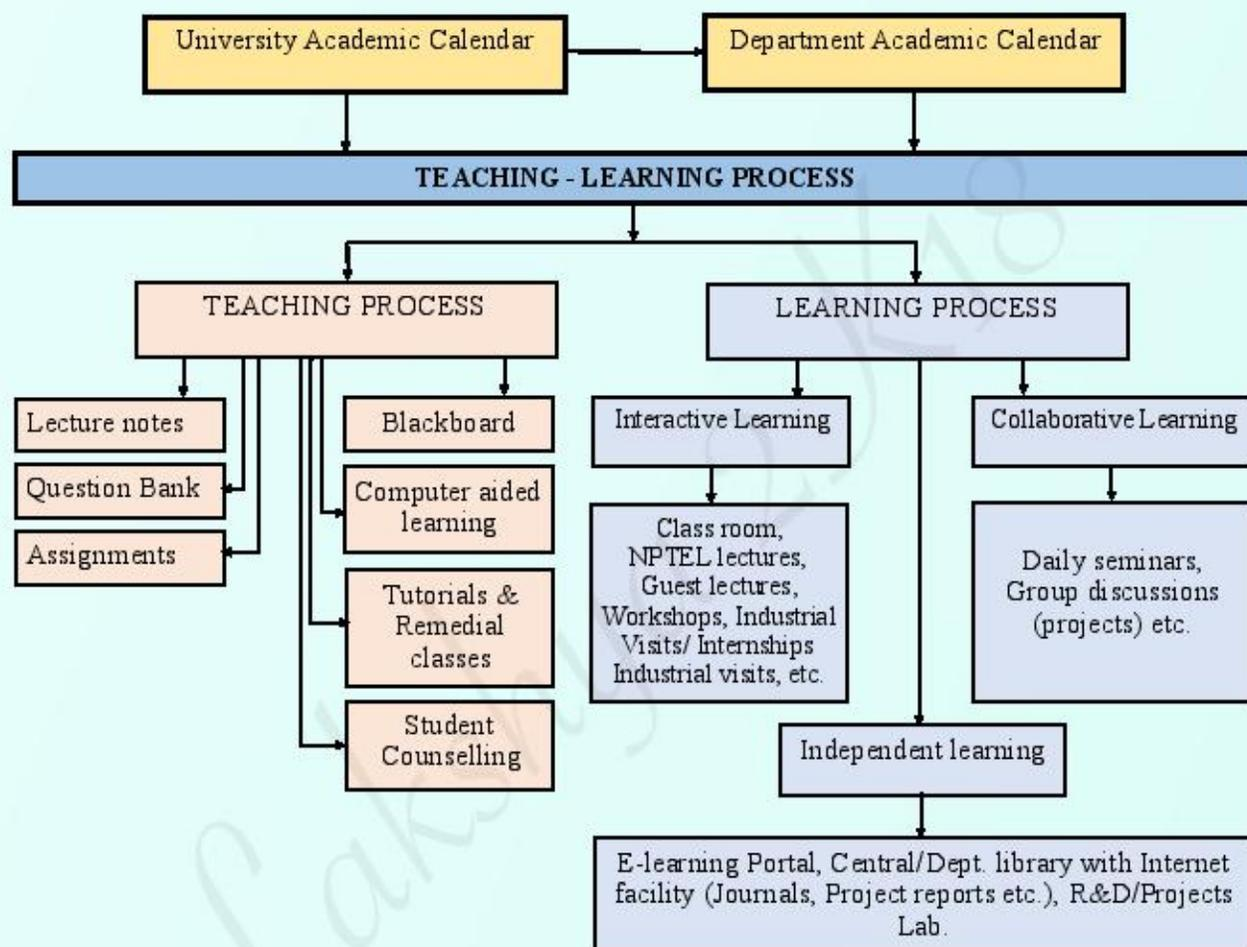 University Academic Calendar
Department Academic Calendar
TEACHING - LEARNING PROCESS
TEACHING PROCESS
LEARNING PROCESS
Lecture notes
Question Bank
Assignments
Blackboard
Computer aided
learning
Tutorials &
Remedial
classes
Student
Counselling
Interactive Learning
Class room,
NPTEL lectures,
Guest lectures,
Workshops, Industrial
Visits/ Internships
Industrial visits, etc.
Collaborative Learning
Daily seminars,
Group discussions
(projects) etc.
Independent learning
E-learning Portal, Central/Dept. library with Internet
facility (Journals, Project reports etc.), R&D/Projects
Lab.
Lakshya 2K18